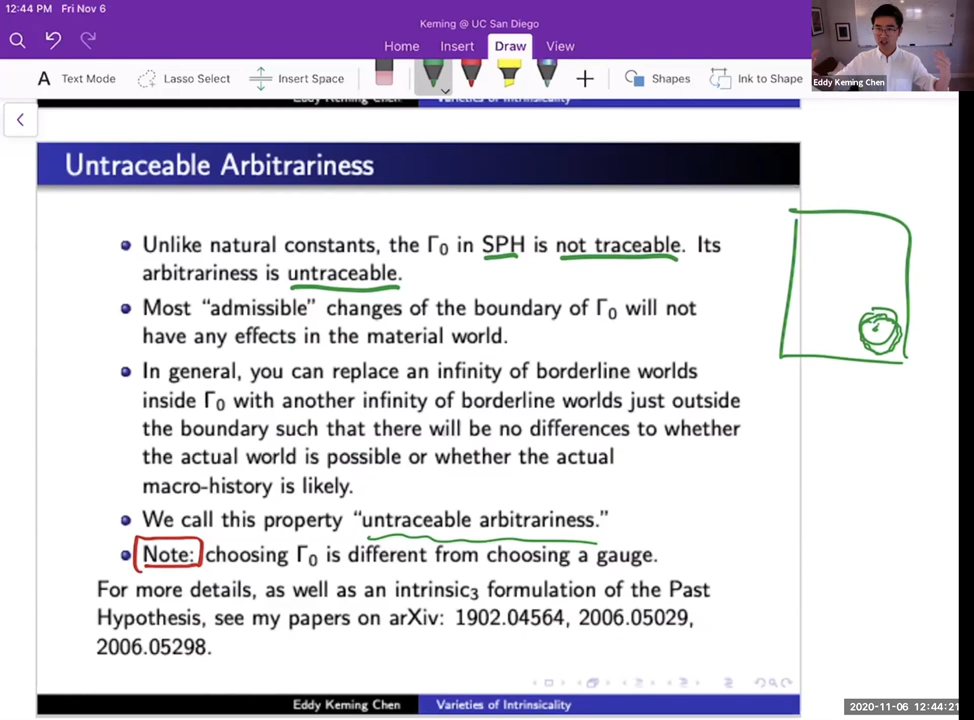 12:44 PM Fri Nov 6
Keming @ UC San Diego
Home Insert Draw View
A Text Mode Lasso Select Insert Space Shapes Ink to Shape
Eddy Keming Chen
Eddy Keming Chen Varieties of Intrinsicality
Untraceable Arbitrariness
Unlike natural constants, the Γ₀ in SPH is not traceable. Its
arbitrariness is untraceable.
Most “admissible” changes of the boundary of Γ₀ will not
have any effects in the material world.
In general, you can replace an infinity of borderline worlds
inside Γ₀ with another infinity of borderline worlds just outside
the boundary such that there will be no differences to whether
the actual world is possible or whether the actual
macro-history is likely.
We call this property “untraceable arbitrariness.”
Note: choosing Γ₀ is different from choosing a gauge.
For more details, as well as an intrinsic₃ formulation of the Past
Hypothesis, see my papers on arXiv: 1902.04564, 2006.05029,
2006.05298.
Eddy Keming Chen Varieties of Intrinsicality
2020-11-06 12:44:21